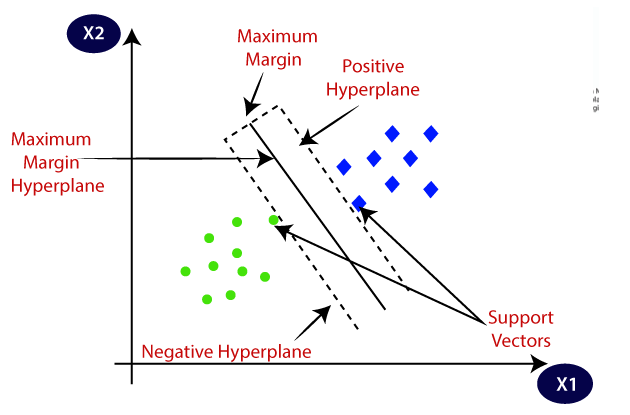 X2
Maximum
Margin
Positive
Hyperplane
Maximum
Margin
Hyperplane
Support
Vectors
Negative Hyperplane
X1